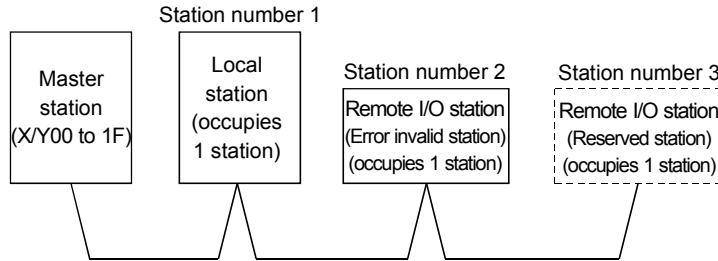 Station number 1
Master
station
(X/Y00 to 1F)
Local
station
(occupies
1 station)
Station number 2
Remote I/O station
(Error invalid station)
(occupies 1 station)
Station number 3
Remote I/O station
(Reserved station)
(occupies 1 station)